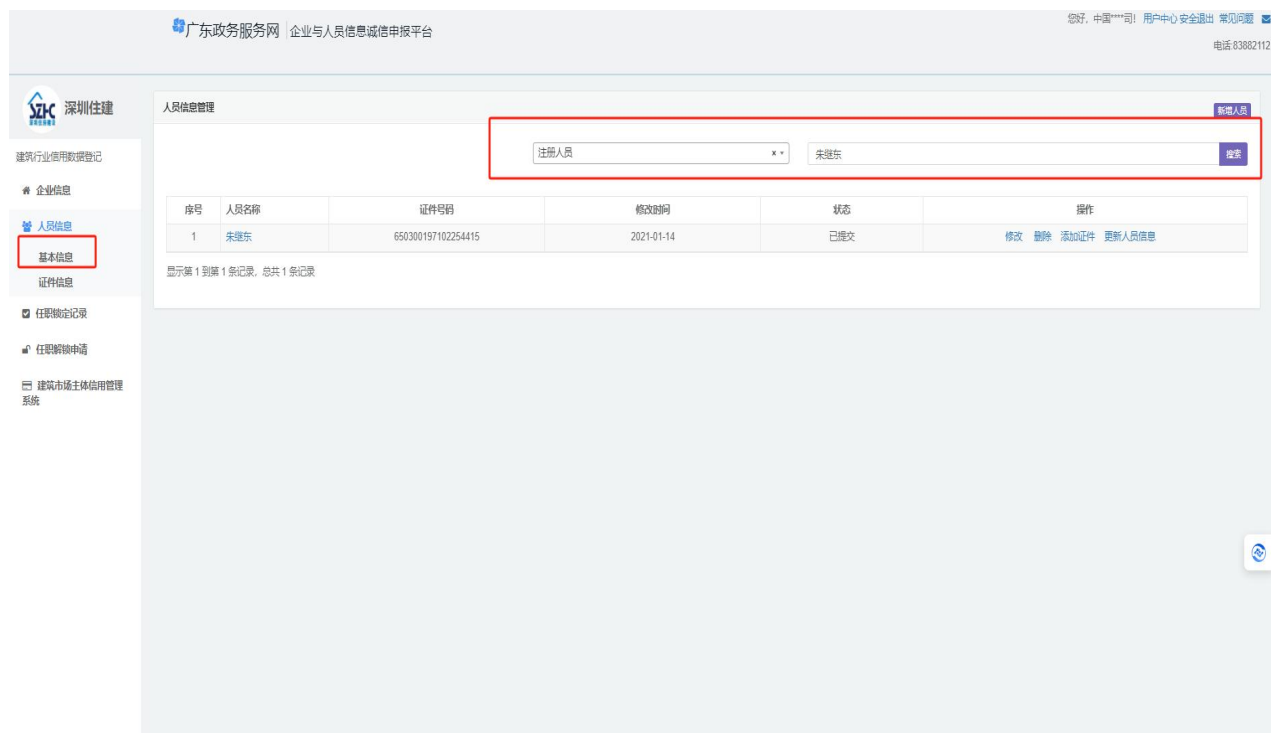 您好, 中国****司! 用户中心 安全退出 常见问题
广东政务服务网 企业与人员信息诚信申报平台
电话:83882112
深圳住建
建筑行业信用数据登记
企业信息
人员信息
基本信息
证件信息
任职锁定记录
任职解锁申请
建筑市场主体信用管理
系统
人员信息管理
新增人员
注册人员 x
朱继东
搜索
序号 人员名称 证件号码 修改时间 状态 操作
1 朱继东 650300197102254415 2021-01-14 已提交 修改 删除 添加证件 更新人员信息
显示第 1 到第 1 条记录, 总共 1 条记录